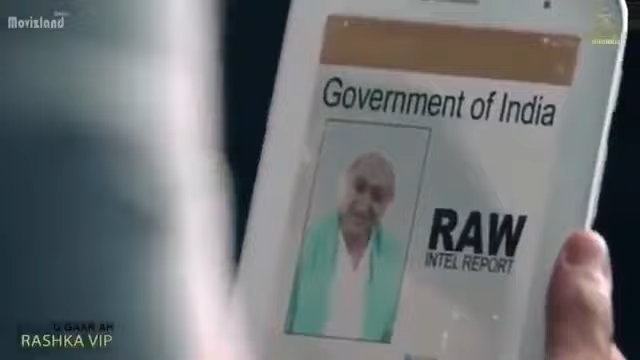 Movizland
Government of India
RAW
INTEL REPORT
RASHKA VIP